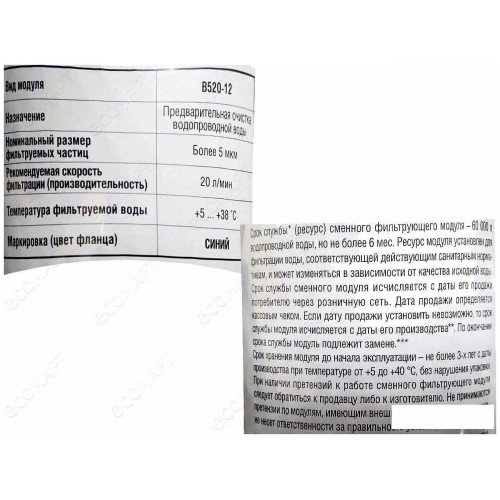 Вид модуля В520-12
Назначение Предварительная очистка
водопроводной воды
Номинальный размер
фильтруемых частиц Более 5 мкм
Рекомендуемая скорость
фильтрации (производительность) 20 л/мин
Температура фильтруемой воды +5 ... +38 °С
Маркировка (цвет фланца) СИНИЙ
Срок службы* (ресурс) сменного фильтрующего модуля – 60 000 л
водопроводной воды, но не более 6 мес. Ресурс модуля установлен для
фильтрации воды, соответствующей действующим санитарным норма-
тивам, и может изменяться в зависимости от качества исходной воды.
Срок службы сменного модуля исчисляется с даты его продажи
потребителю через розничную сеть. Дата продажи определяется
кассовым чеком. Если дату продажи установить невозможно, то срок
службы модуля исчисляется с даты его производства**. По окончании
срока службы модуль подлежит замене.***
Срок хранения модуля до начала эксплуатации – не более 3-х лет с даты
производства при температуре от +5 до +40 °С, без нарушения упаковки
При наличии претензий к работе сменного фильтрующего модуля
следует обратиться к продавцу либо к изготовителю. Не принимаются
претензии по модулям, имеющим внеш
не несет ответственности за правильность